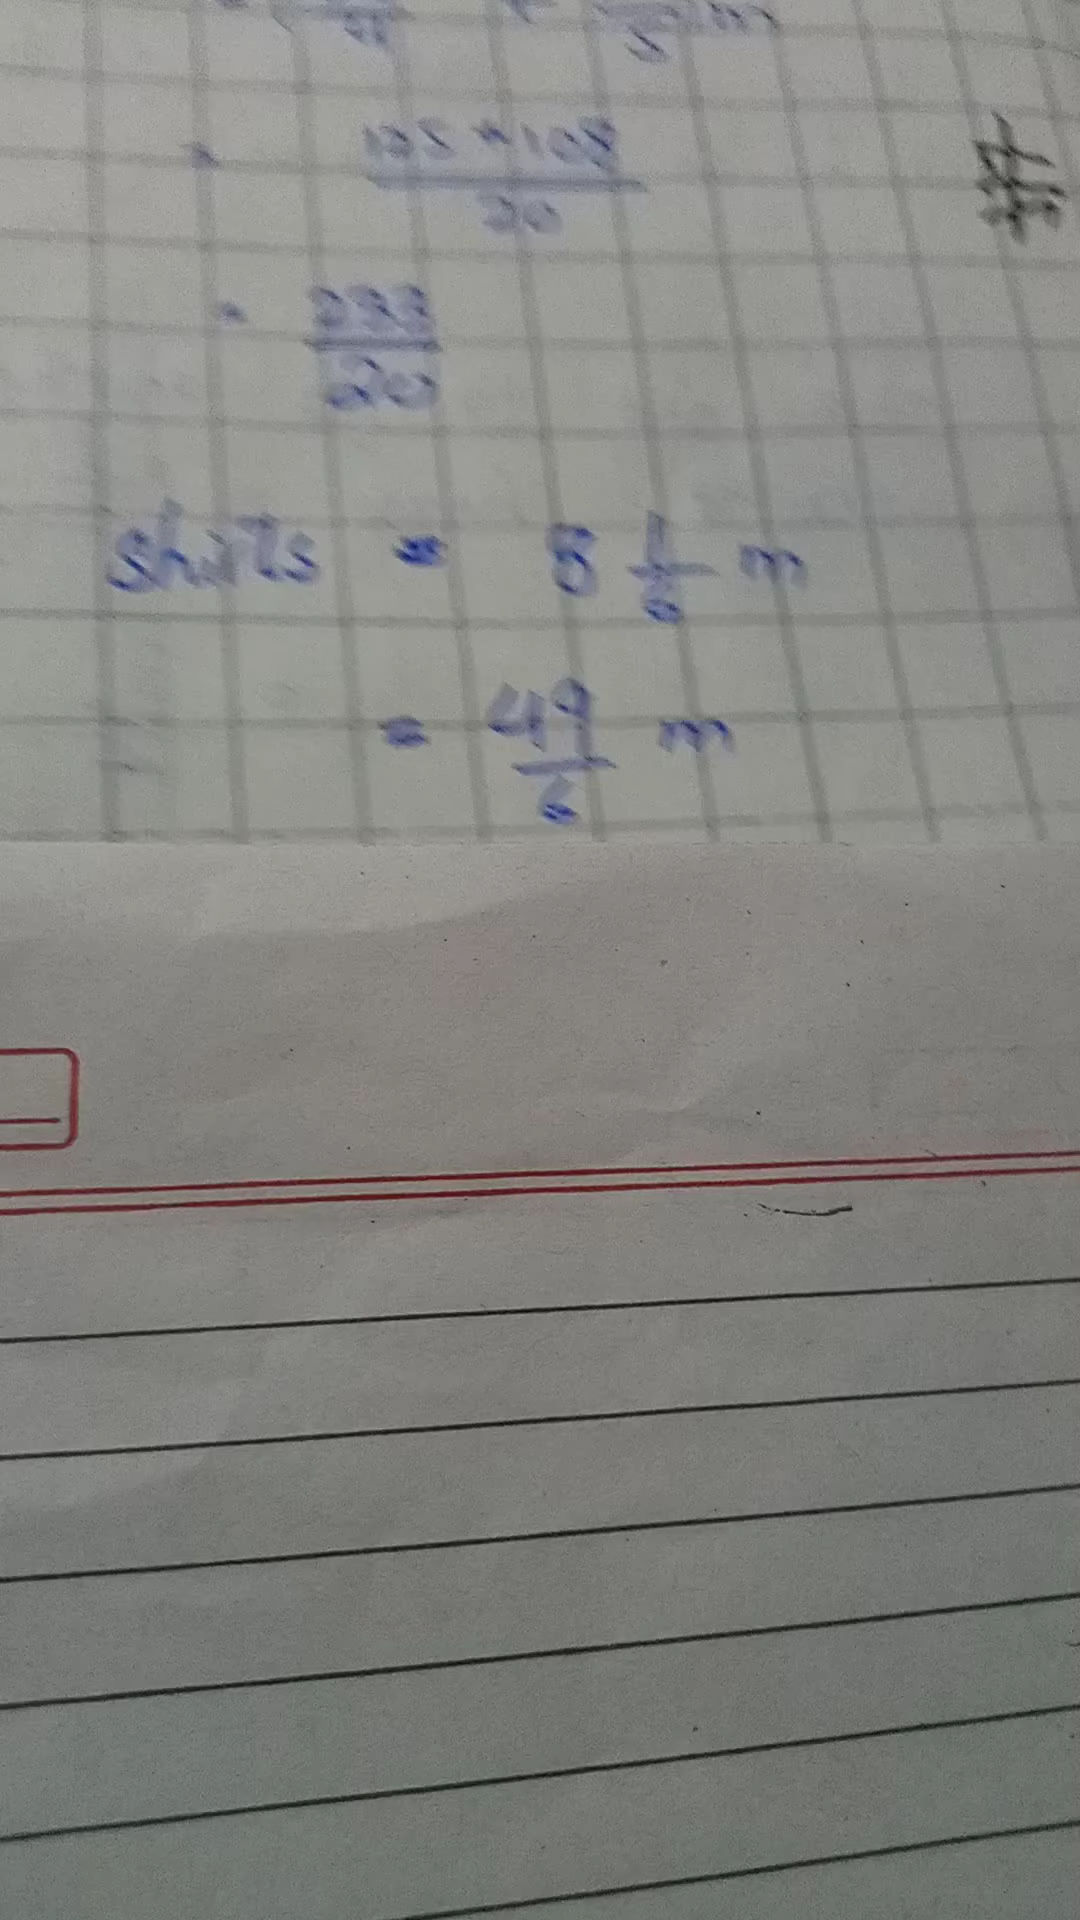 = 125 + 108
20
= 233
20
shirts = 8 1/6 m
= 49/6 m